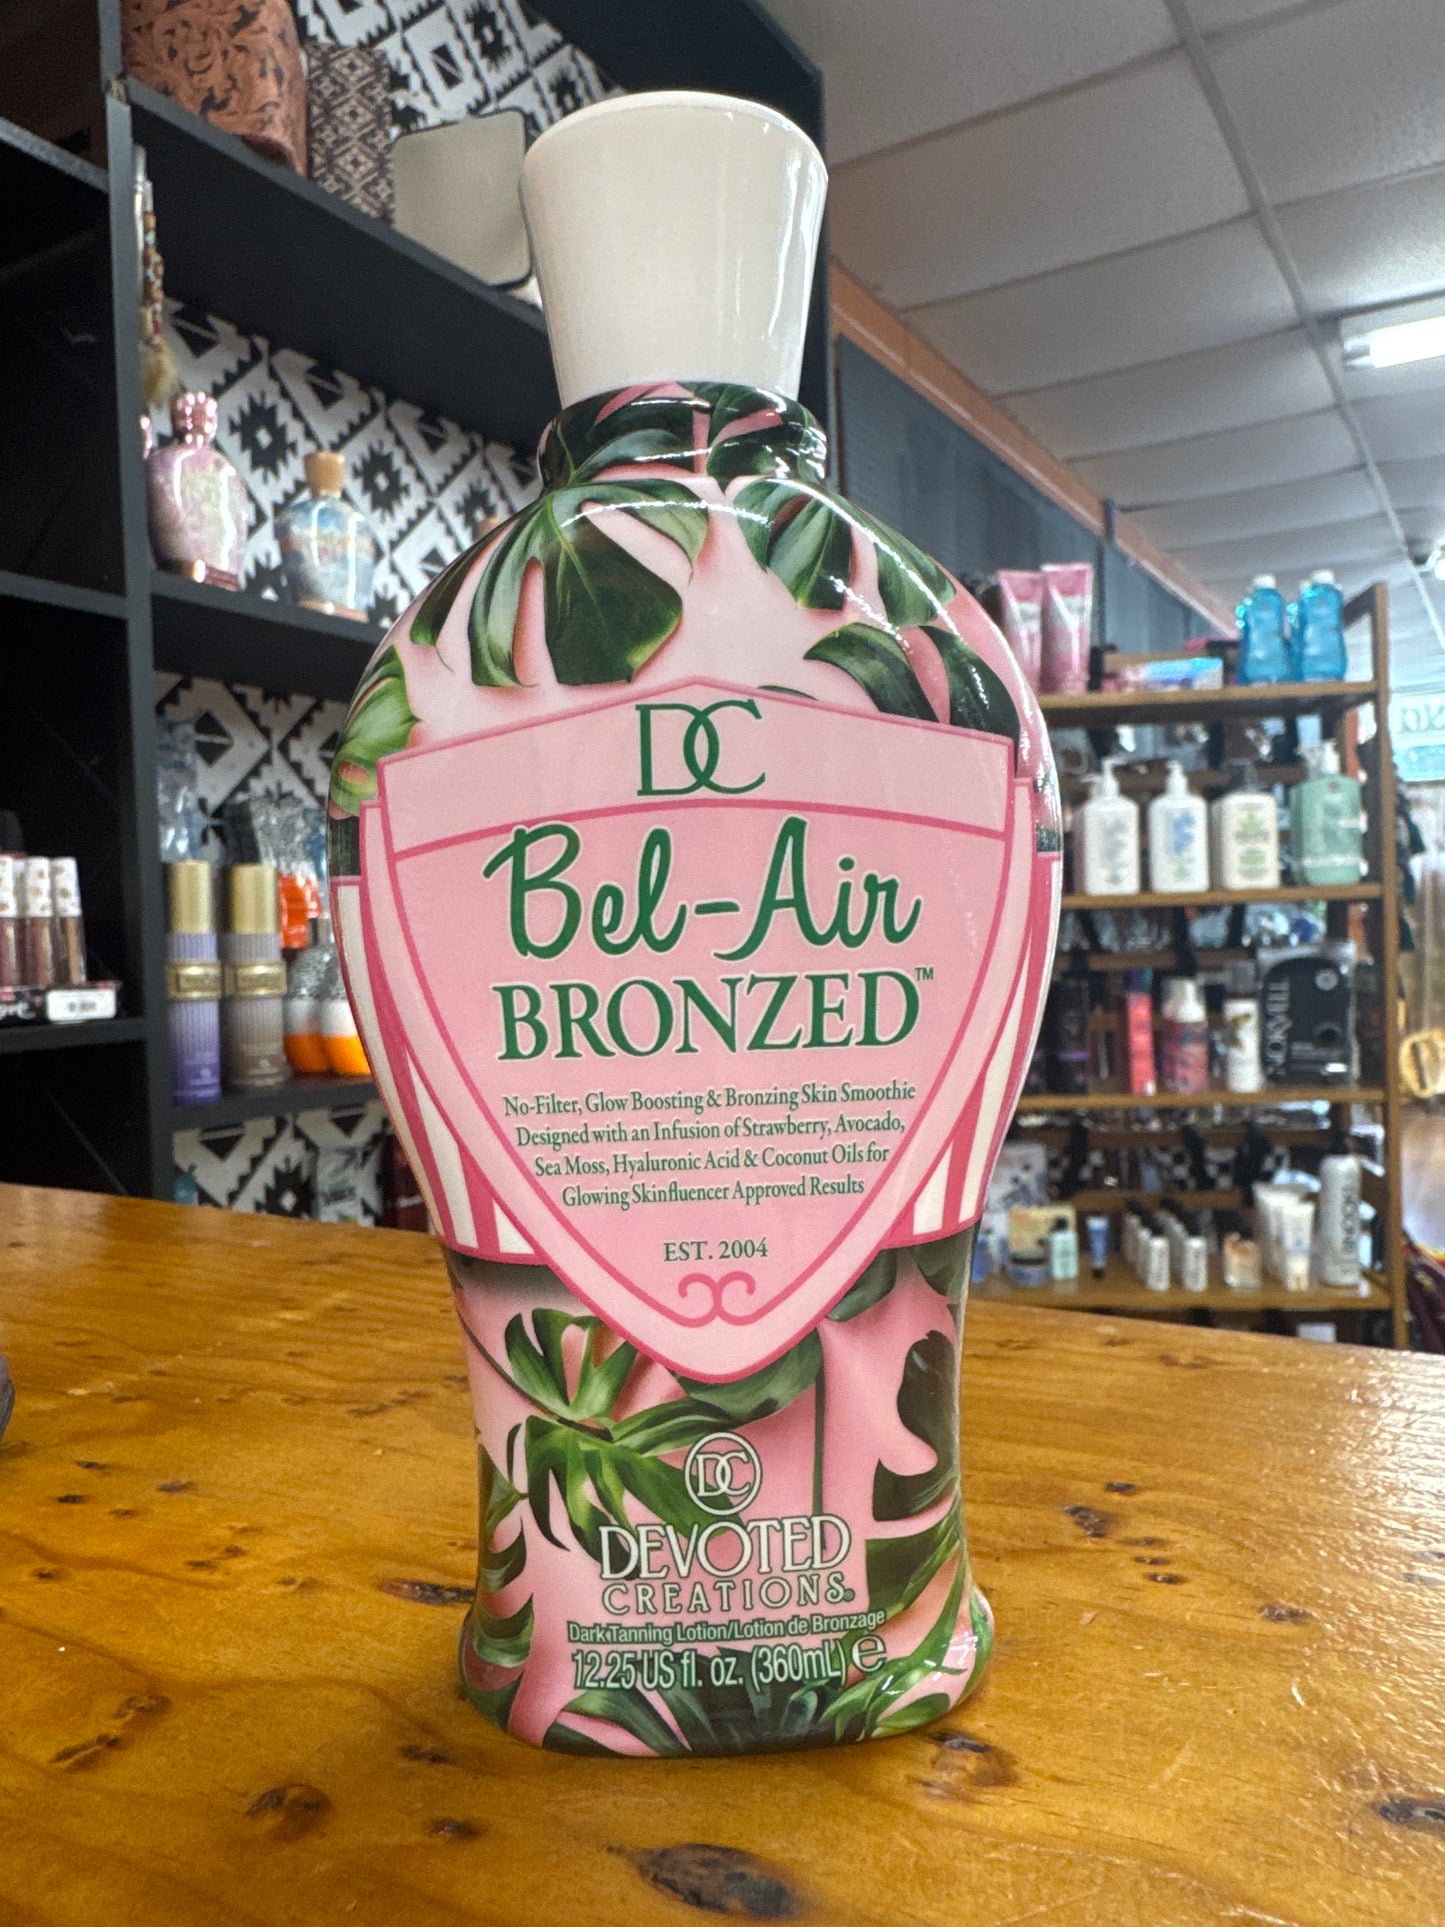 DC
Bel-Air
BRONZED™
No-Filter, Glow Boosting & Bronzing Skin Smoothie
Designed with an Infusion of Strawberry, Avocado,
Sea Moss, Hyaluronic Acid & Coconut Oils for
Glowing Skinfluencer Approved Results
EST. 2004
DC
DEVOTED
CREATIONS®
Dark Tanning Lotion/Lotion de Bronzage
12.25 US fl. oz. (360mL) e